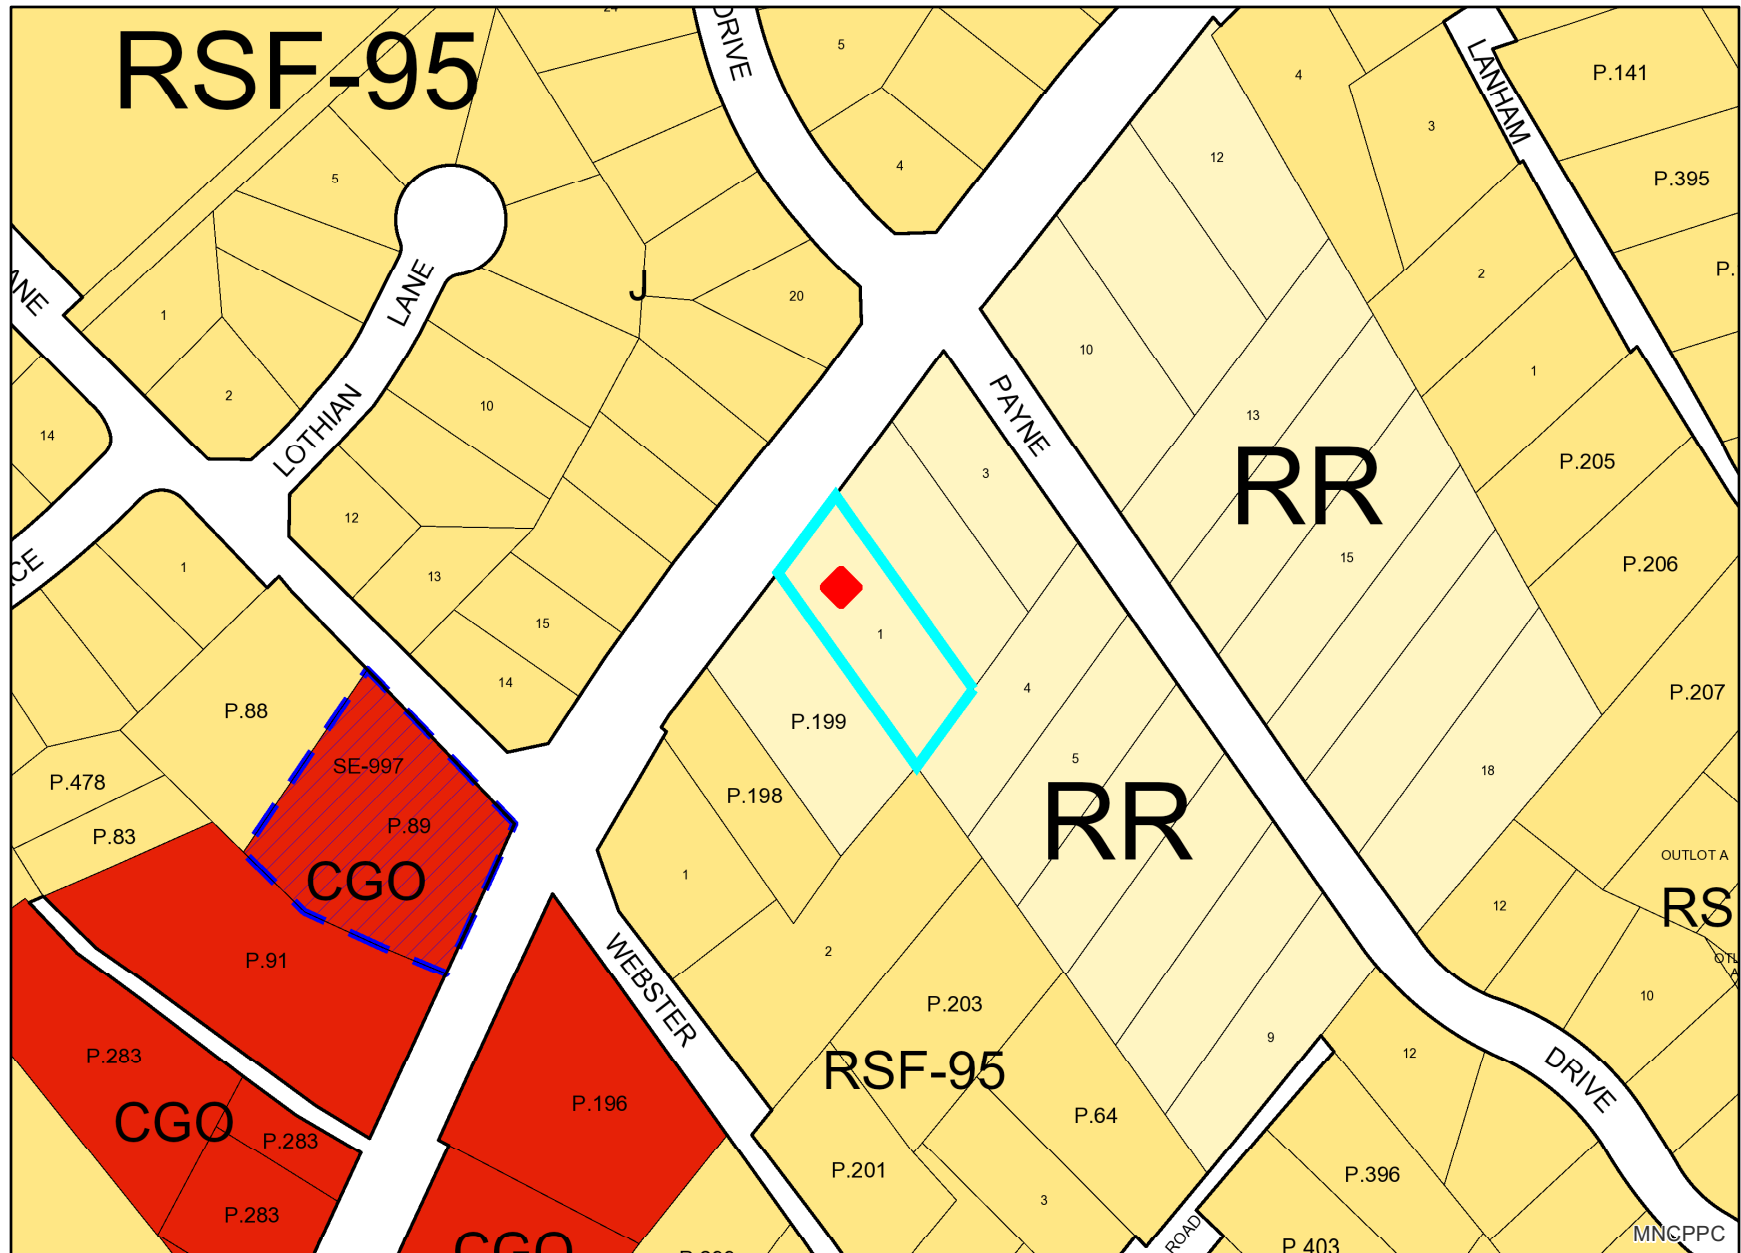 RSF-95
24
DRIVE
5
4
4
3
LANHAM
P.141
P.395
P.
12
5
LANE
J
20
1
2
2
10
1
LOTHIAN
10
14
PAYNE
13
3
RR
P.205
12
13
15
P.206
1
15
1
14
4
P.207
P.88
P.199
SE-997
5
18
P.478
P.198
RR
P.83
P.89
CGO
1
OUTLOT A
12
RS
P.91
2
WEBSTER
P.203
10
P.283
RSF-95
9
12
DRIVE
CGO
P.283
P.196
P.64
P.201
P.396
P.283
3
ROAD
CGO
P.403
MNCPPC